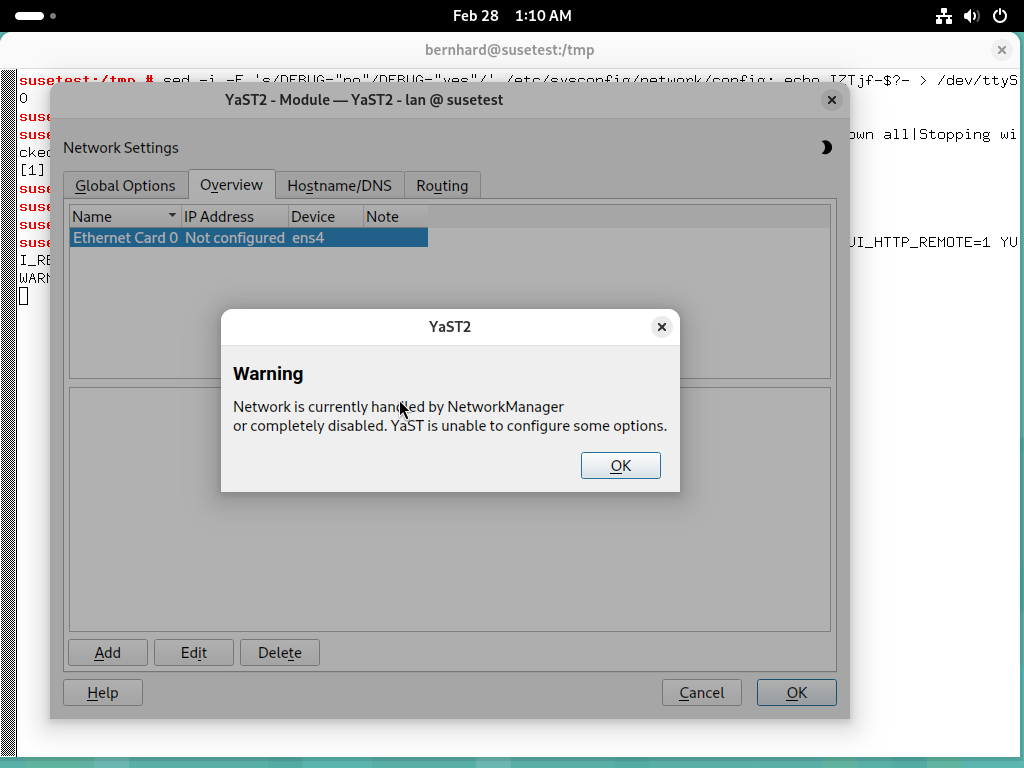 Feb 28 1:10 AM
bernhard@susetest:/tmp
susetest:/tmp # sed -i -E 's/DEBUG="no"/DEBUG="yes"/' /etc/sysconfig/network/config; echo IZTjf-$?- > /dev/ttyS
0
YaST2 - Module — YaST2 - lan @ susetest
suse
suse own all|Stopping wi
cked
Network Settings
[1]
Global Options Overview Hostname/DNS Routing
suse
suse
Name IP Address Device Note
suse
Ethernet Card 0 Not configured ens4
suse UI_HTTP_REMOTE=1 YU
I_RE
WARN
YaST2
Warning
Network is currently handled by NetworkManager
or completely disabled. YaST is unable to configure some options.
OK
Add Edit Delete
Help Cancel OK